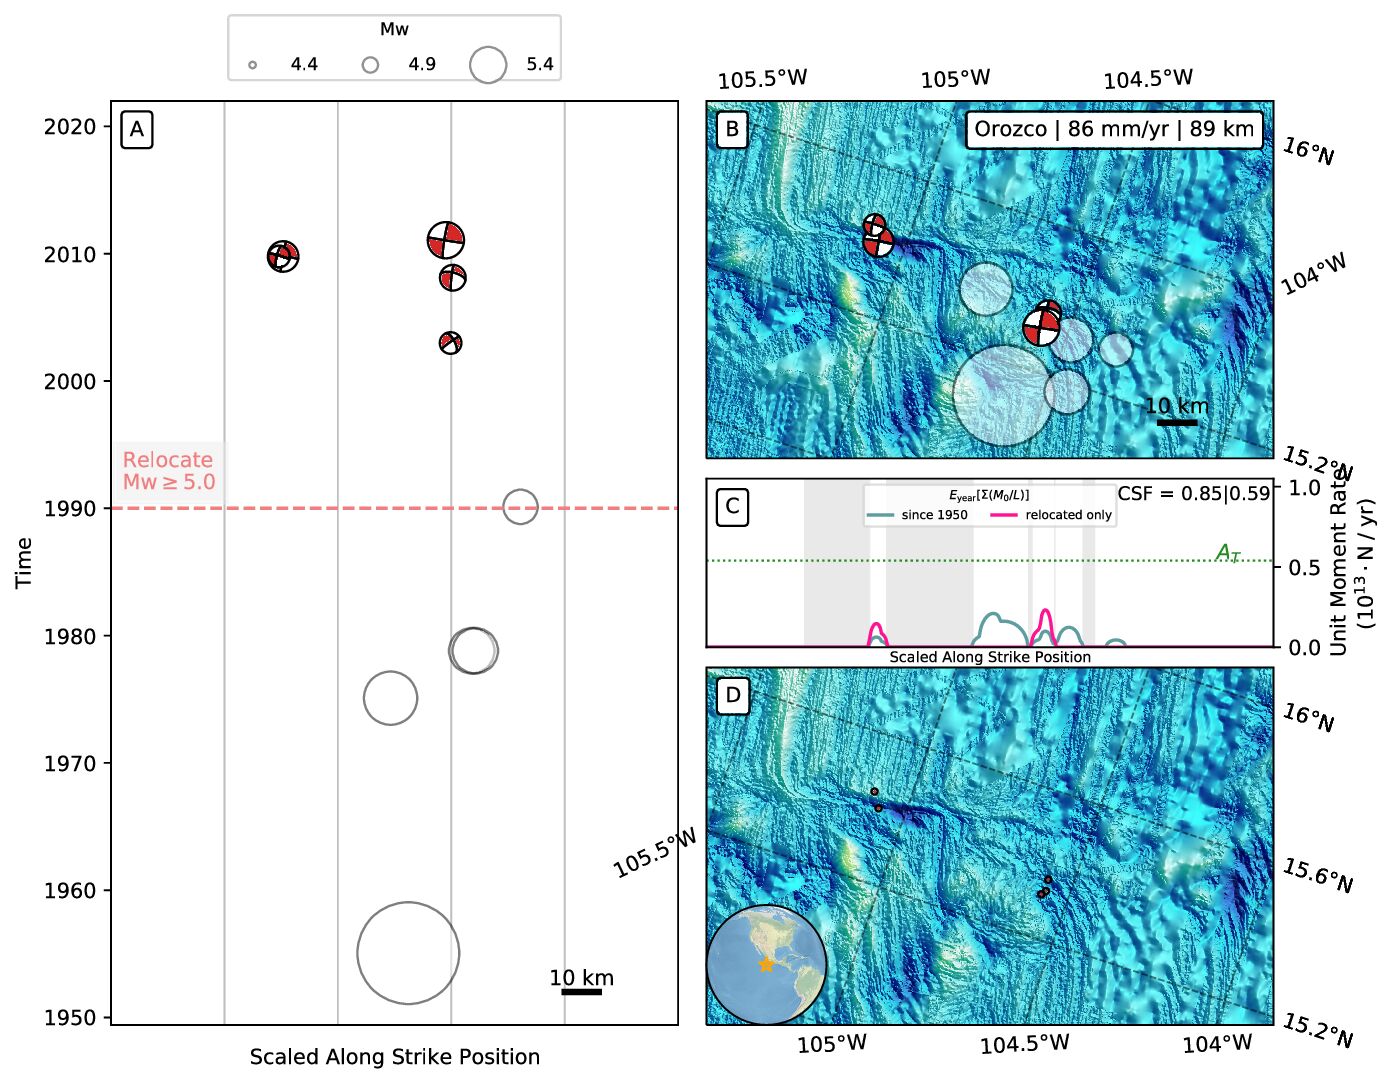 Mw
4.4 4.9 5.4
A
2020
2010
2000
1990
1980
1970
1960
1950
Time
Relocate
Mw ≥ 5.0
10 km
Scaled Along Strike Position
105.5°W 105°W 104.5°W
B
Orozco | 86 mm/yr | 89 km
16°N
104°W
15.2°N
10 km
C
E_year[Σ(M₀/L)]
since 1950 relocated only
CSF = 0.85|0.59
A_T
1.0
0.5
0.0
Unit Moment Rate
(10¹³ · N / yr)
Scaled Along Strike Position
D
16°N
105.5°W
15.6°N
15.2°N
105°W 104.5°W 104°W